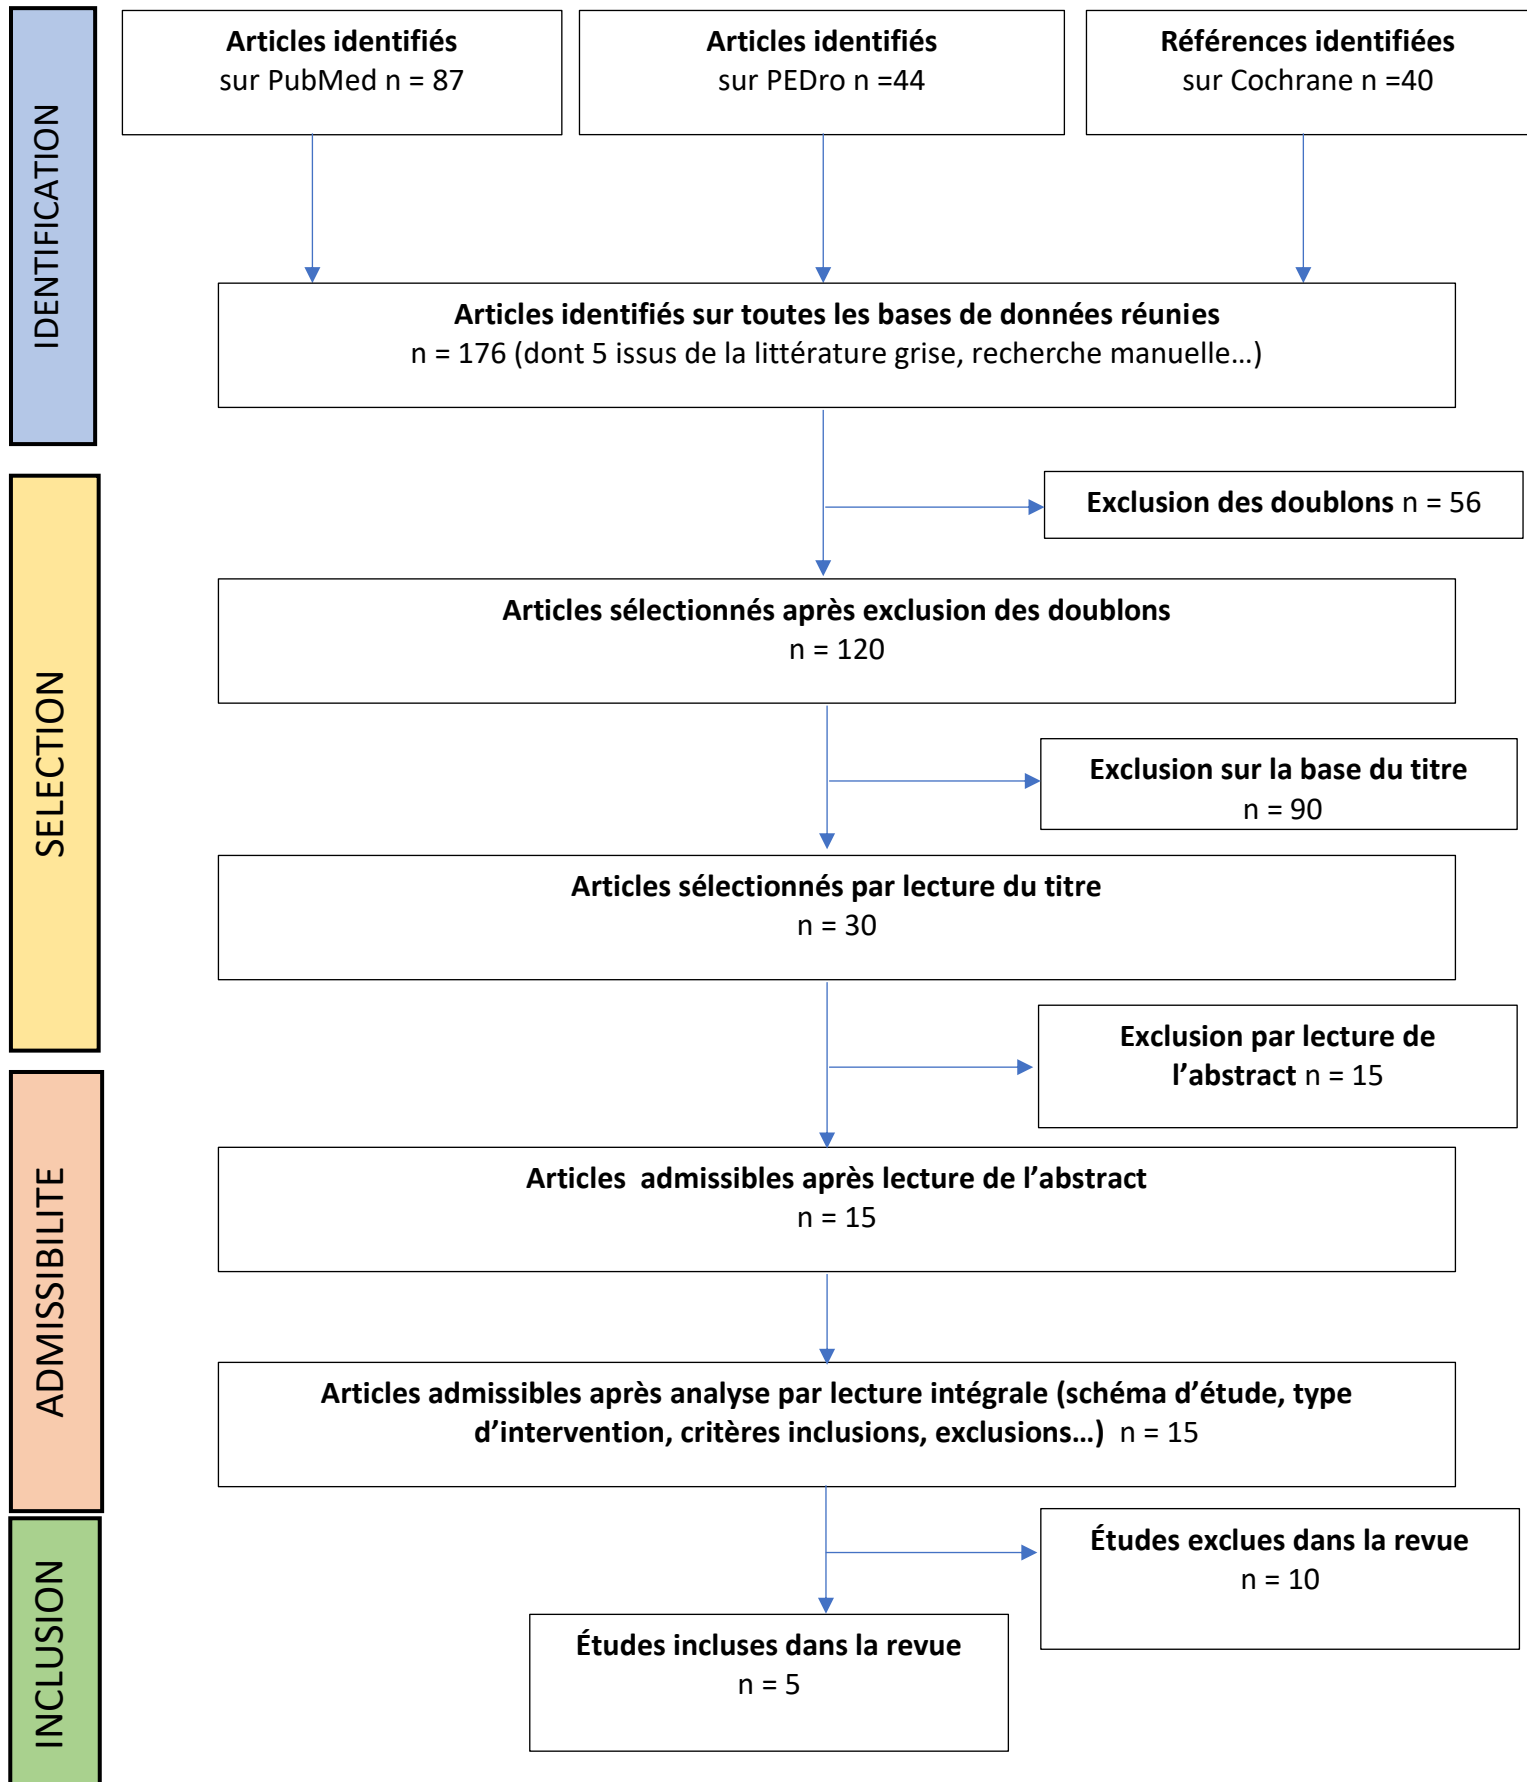 IDENTIFICATION
Articles identifiés
sur PubMed n = 87
Articles identifiés
sur PEDro n =44
Références identifiées
sur Cochrane n =40
Articles identifiés sur toutes les bases de données réunies
n = 176 (dont 5 issus de la littérature grise, recherche manuelle…)
SELECTION
Exclusion des doublons n = 56
Articles sélectionnés après exclusion des doublons
n = 120
Exclusion sur la base du titre
n = 90
Articles sélectionnés par lecture du titre
n = 30
Exclusion par lecture de
l’abstract n = 15
ADMISSIBILITE
Articles  admissibles après lecture de l’abstract
n = 15
Articles admissibles après analyse par lecture intégrale (schéma d’étude, type
d’intervention, critères inclusions, exclusions…)  n = 15
INCLUSION
Études exclues dans la revue
n = 10
Études incluses dans la revue
n = 5